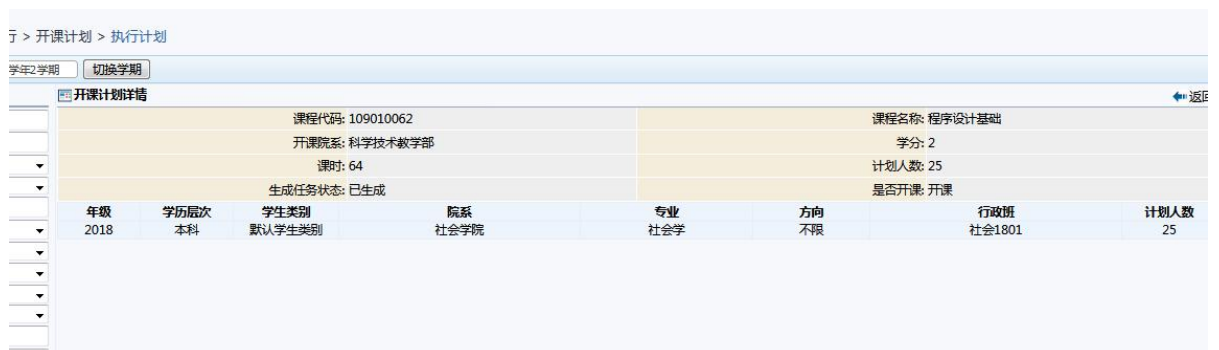 行 > 开课计划 > 执行计划
学年2学期 切换学期
开课计划详情 返回
课程代码: 109010062 课程名称: 程序设计基础
开课院系: 科学技术教学部 学分: 2
课时: 64 计划人数: 25
生成任务状态: 已生成 是否开课: 开课
年级 学历层次 学生类别 院系 专业 方向 行政班 计划人数
2018 本科 默认学生类别 社会学院 社会学 不限 社会1801 25